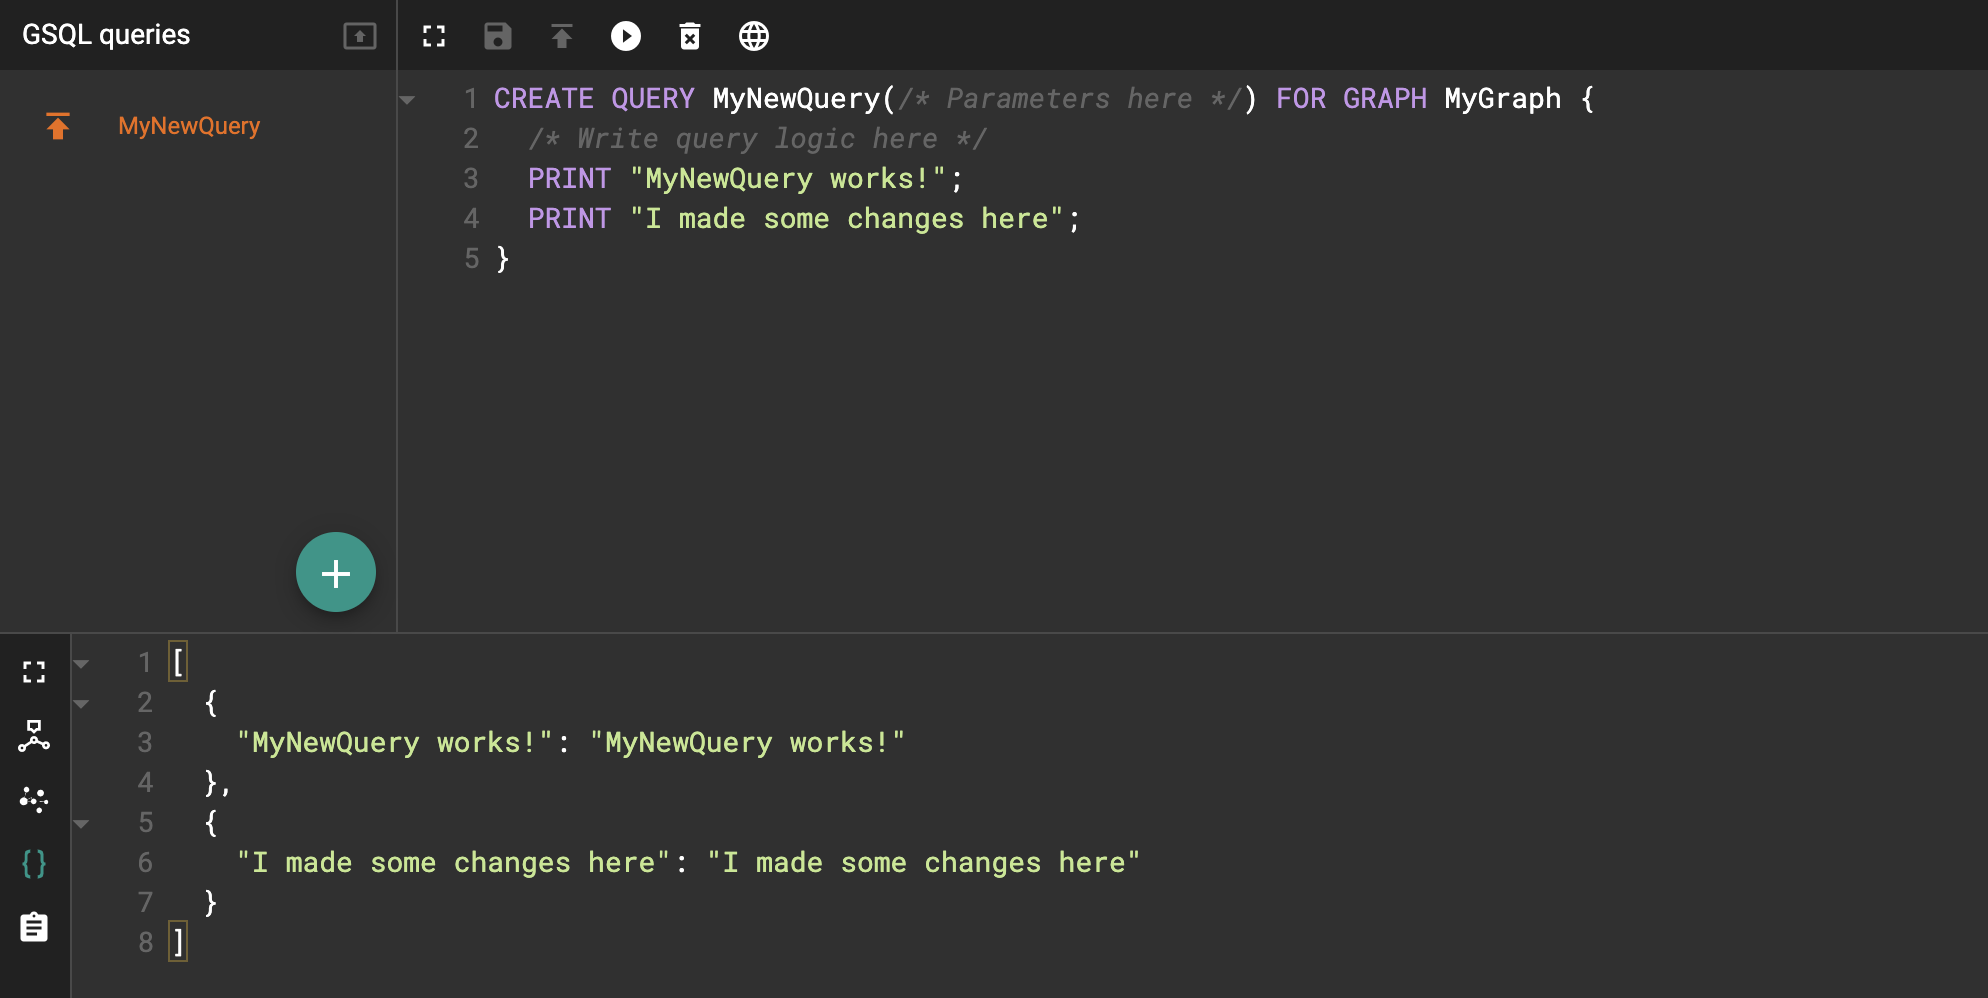 GSQL queries
MyNewQuery
1 CREATE QUERY MyNewQuery(/* Parameters here */) FOR GRAPH MyGraph {
2   /* Write query logic here */
3   PRINT "MyNewQuery works!";
4   PRINT "I made some changes here";
5 }
1 [
2   {
3     "MyNewQuery works!": "MyNewQuery works!"
4   },
5   {
6     "I made some changes here": "I made some changes here"
7   }
8 ]